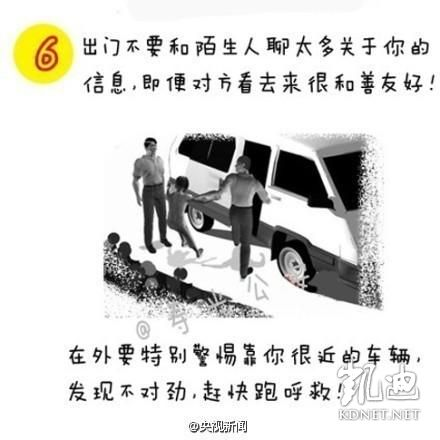 6
出门不要和陌生人聊太多关于你的
信息,即便对方看去来很和善友好!
在外要特别警惕靠你很近的车辆,
发现不对劲,赶快跑呼救!
凯迪
KDNET.NET
@央视新闻